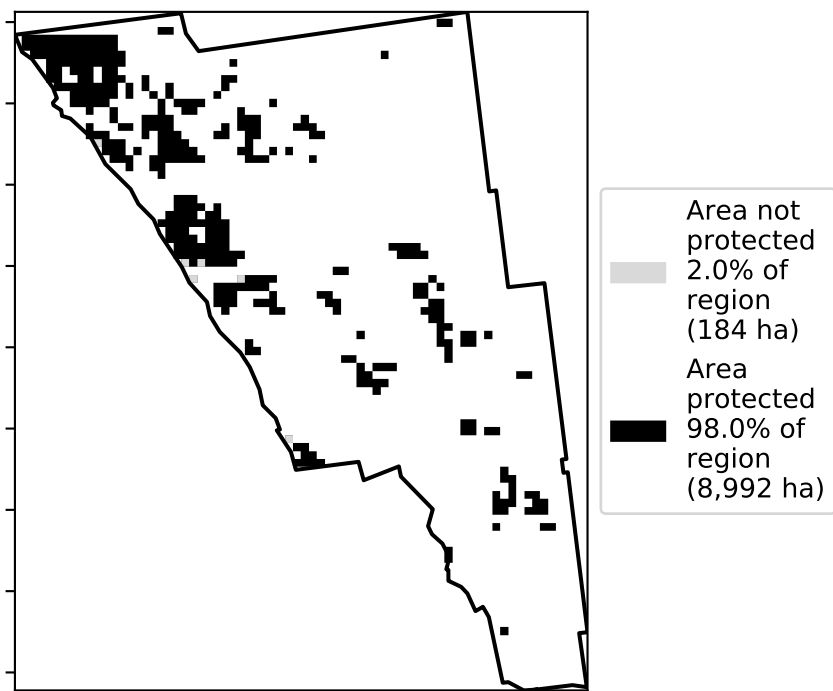 Area not
protected
2.0% of
region
(184 ha)
Area
protected
98.0% of
region
(8,992 ha)